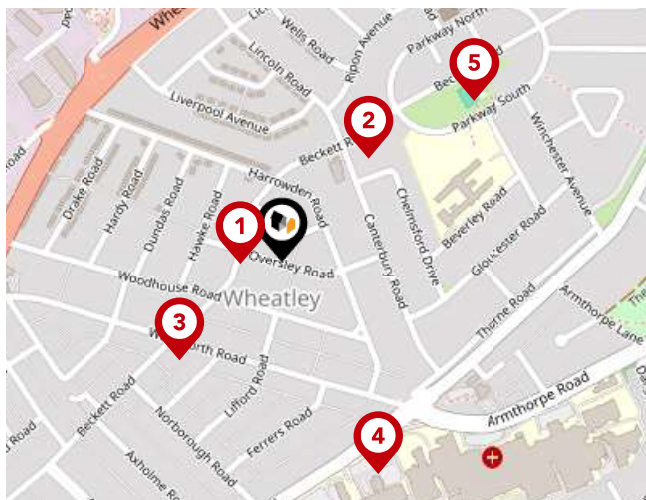 Wells Road
Parkway North
Ripon Avenue
Lincoln Road
5
Liverpool Avenue
Parkway South
2
Winchester Avenue
Drake Road
Hardy Road
Dundas Road
Hawke Road
Harrowden Road
Chelmsford Drive
Beverley Road
1
Canterbury Road
Gloucester Road
Oversley Road
Woodhouse Road
Wheatley
Thorne Road
Armthorpe Lane
3
Beckett Road
Lifford Road
Armthorpe Road
Norborough Road
Ferrers Road
4
Axholme Road